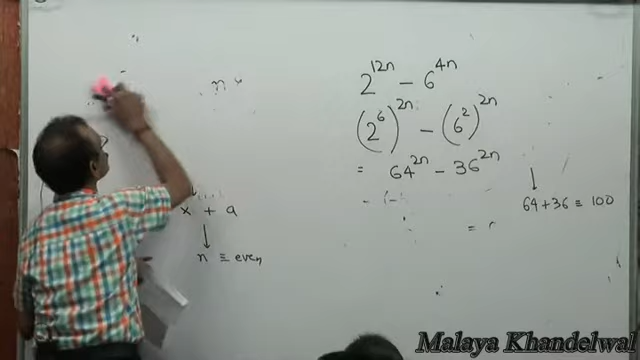 2^{12n} - 6^{4n}
(2^6)^{2n} - (6^2)^{2n}
= 64^{2n} - 36^{2n}
64+36 ≡ 100
x + a
n ≡ even
Malaya Khandelwal